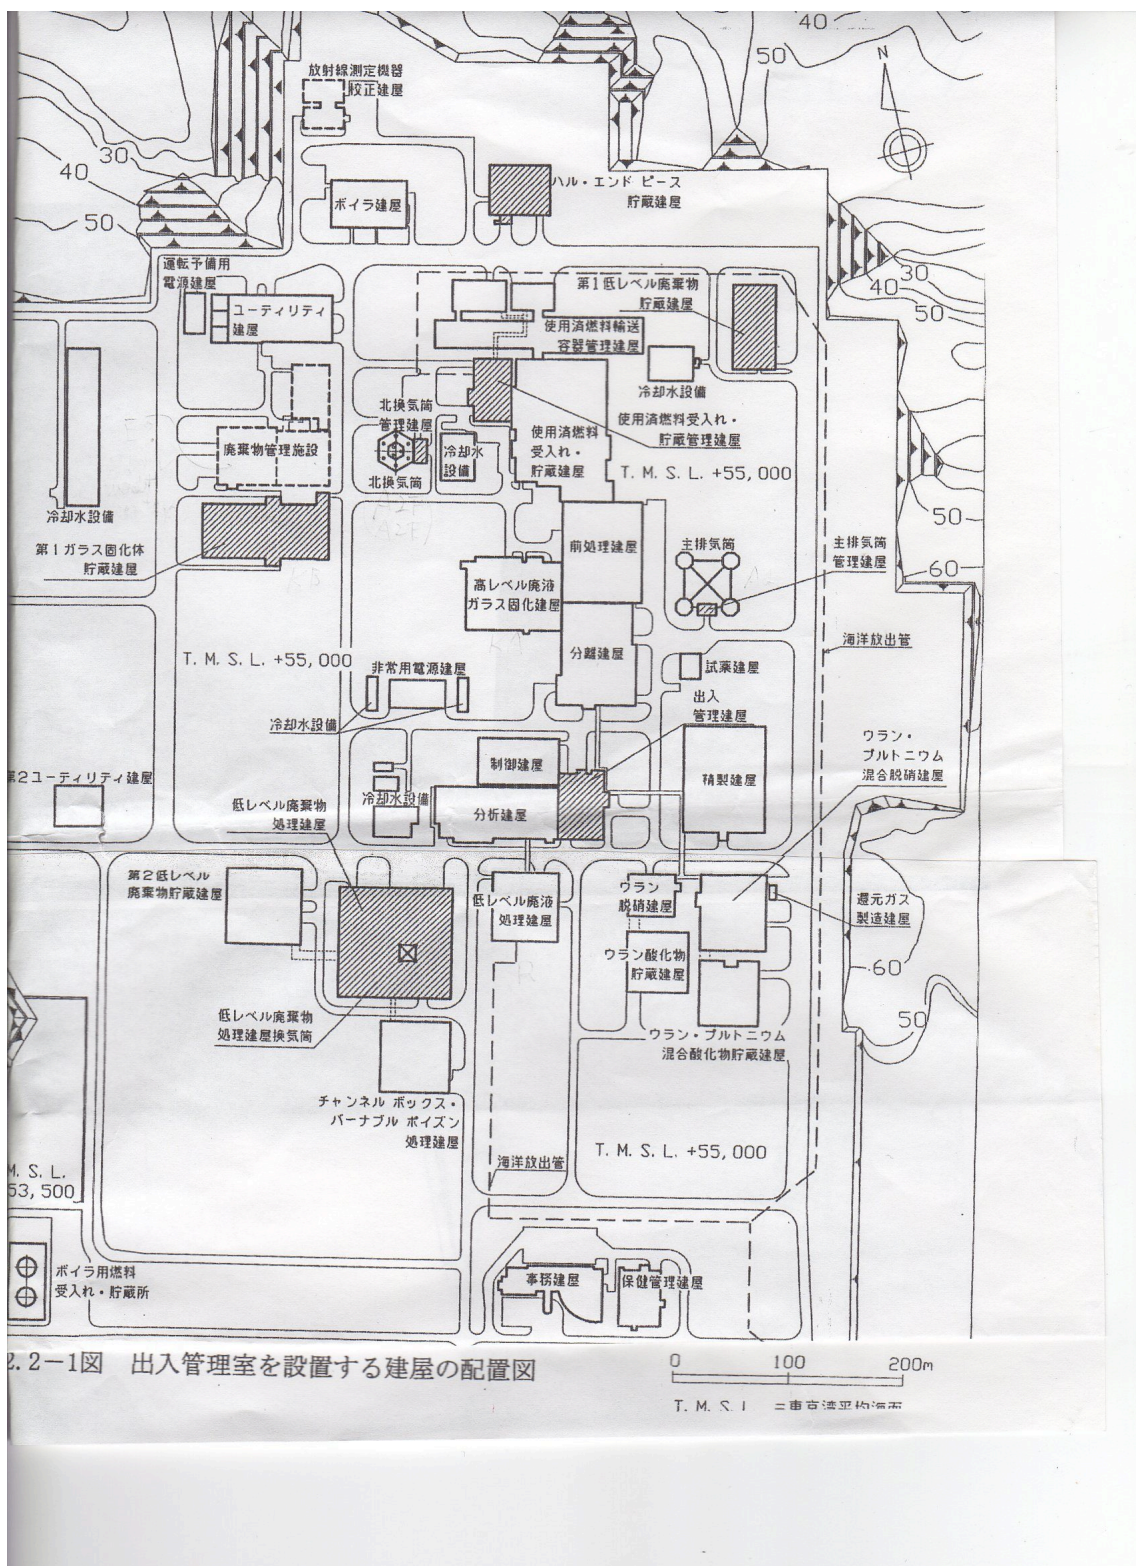 40
50
N
放射線測定機器
較正建屋
30
40
50
ボイラ建屋
ハル・エンド ピース
貯蔵建屋
運転予備用
電源建屋
ユーティリティ
建屋
第1低レベル廃棄物
貯蔵建屋
30
40
50
使用済燃料輸送
容器管理建屋
冷却水設備
北換気筒
管理建屋
使用済燃料受入れ・
貯蔵管理建屋
使用済燃料
受入れ・
貯蔵建屋
廃棄物管理施設
冷却水
設備
北換気筒
T. M. S. L. +55,000
冷却水設備
50
第1ガラス固化体
貯蔵建屋
前処理建屋
主排気筒
主排気筒
管理建屋
60
高レベル廃液
ガラス固化建屋
分離建屋
海洋放出管
T. M. S. L. +55,000
非常用電源建屋
試薬建屋
出入
管理建屋
冷却水設備
ウラン・
プルトニウム
混合脱硝建屋
制御建屋
精製建屋
第2ユーティリティ建屋
冷却水設備
分析建屋
低レベル廃棄物
処理建屋
第2低レベル
廃棄物貯蔵建屋
低レベル廃液
処理建屋
ウラン
脱硝建屋
還元ガス
製造建屋
ウラン酸化物
貯蔵建屋
60
50
低レベル廃棄物
処理建屋換気筒
ウラン・プルトニウム
混合酸化物貯蔵建屋
チャンネル ボックス・
バーナブル ポイズン
処理建屋
海洋放出管
T. M. S. L. +55,000
M. S. L.
53,500
ボイラ用燃料
受入れ・貯蔵所
事務建屋
保健管理建屋
2.2-1図 出入管理室を設置する建屋の配置図
0 100 200m
T. M. S. L. =東京湾平均海面